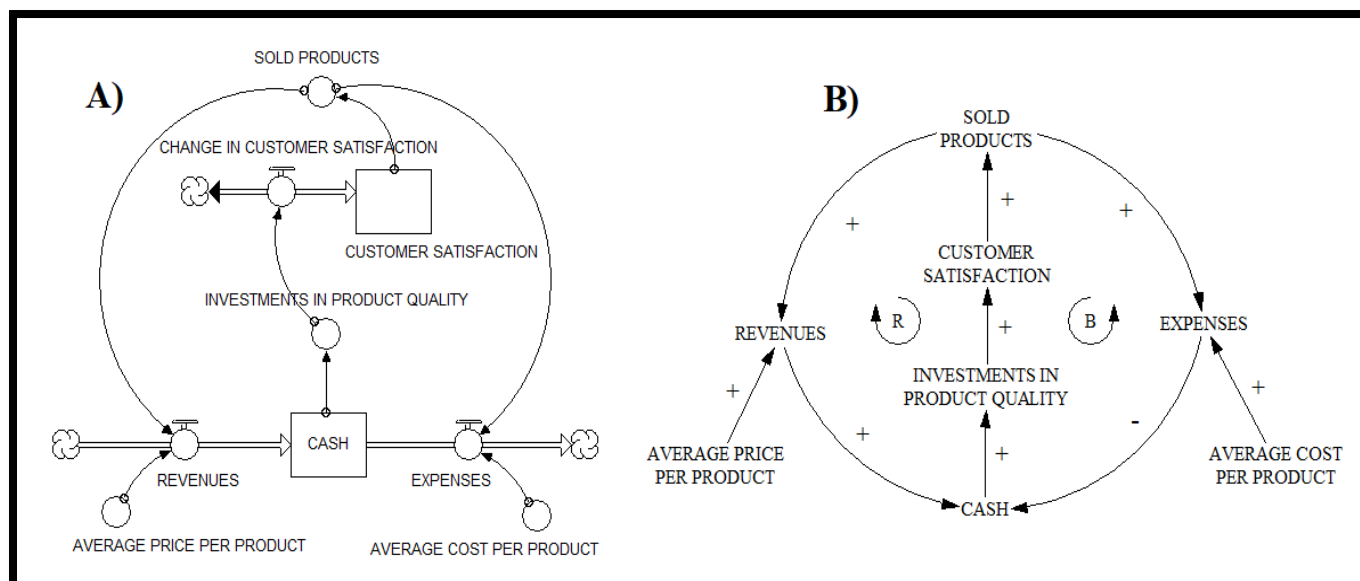 A)
SOLD PRODUCTS
CHANGE IN CUSTOMER SATISFACTION
CUSTOMER SATISFACTION
INVESTMENTS IN PRODUCT QUALITY
CASH
REVENUES
EXPENSES
AVERAGE PRICE PER PRODUCT
AVERAGE COST PER PRODUCT
B)
SOLD
PRODUCTS
+
+
+
CUSTOMER
SATISFACTION
R
B
+
REVENUES
EXPENSES
INVESTMENTS IN
PRODUCT QUALITY
+
+
+
-
+
AVERAGE PRICE
PER PRODUCT
AVERAGE COST
PER PRODUCT
CASH